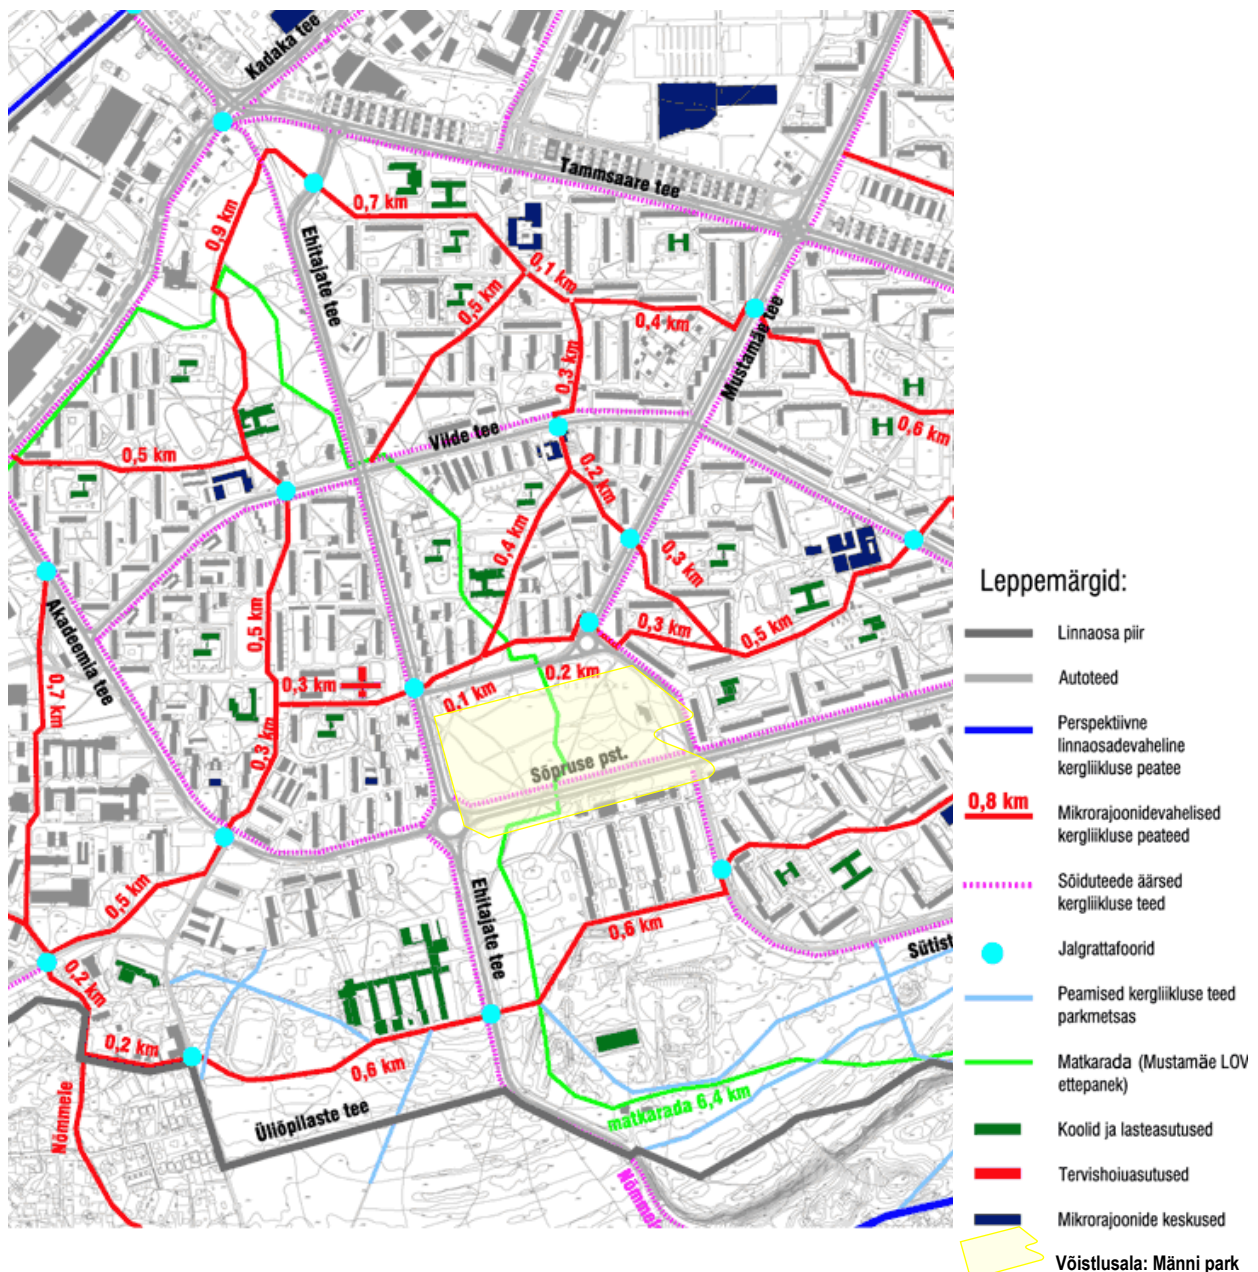 Kadaka tee
Tammsaare tee
0,7 km
0,9 km
Ehitajate tee
0,1 km
0,5 km
0,4 km
Mustamäe tee
0,3 km
0,6 km
Vilde tee
0,5 km
0,2 km
0,4 km
0,3 km
Akadeemia tee
0,5 km
0,3 km
0,5 km
0,7 km
0,3 km
0.2 km
0,1 km
0,3 km
Sõpruse pst.
0,5 km
Ehitajate tee
0,6 km
Sütist
0,2 km
0,2 km
0,6 km
Nõmmele
Üliõpilaste tee
matkarada 6,4 km
Nõmmele
Leppemärgid:
Linnaosa piir
Autoteed
Perspektiivne
linnaosadevaheline
kergliikluse peatee
0,8 km
Mikrorajoonidevahelised
kergliikluse peateed
Sõiduteede äärsed
kergliikluse teed
Jalgrattafoorid
Peamised kergliikluse teed
parkmetsas
Matkarada (Mustamäe LOV
ettepanek)
Koolid ja lasteasutused
Tervishoiuasutused
Mikrorajoonide keskused
Võistlusala: Männi park